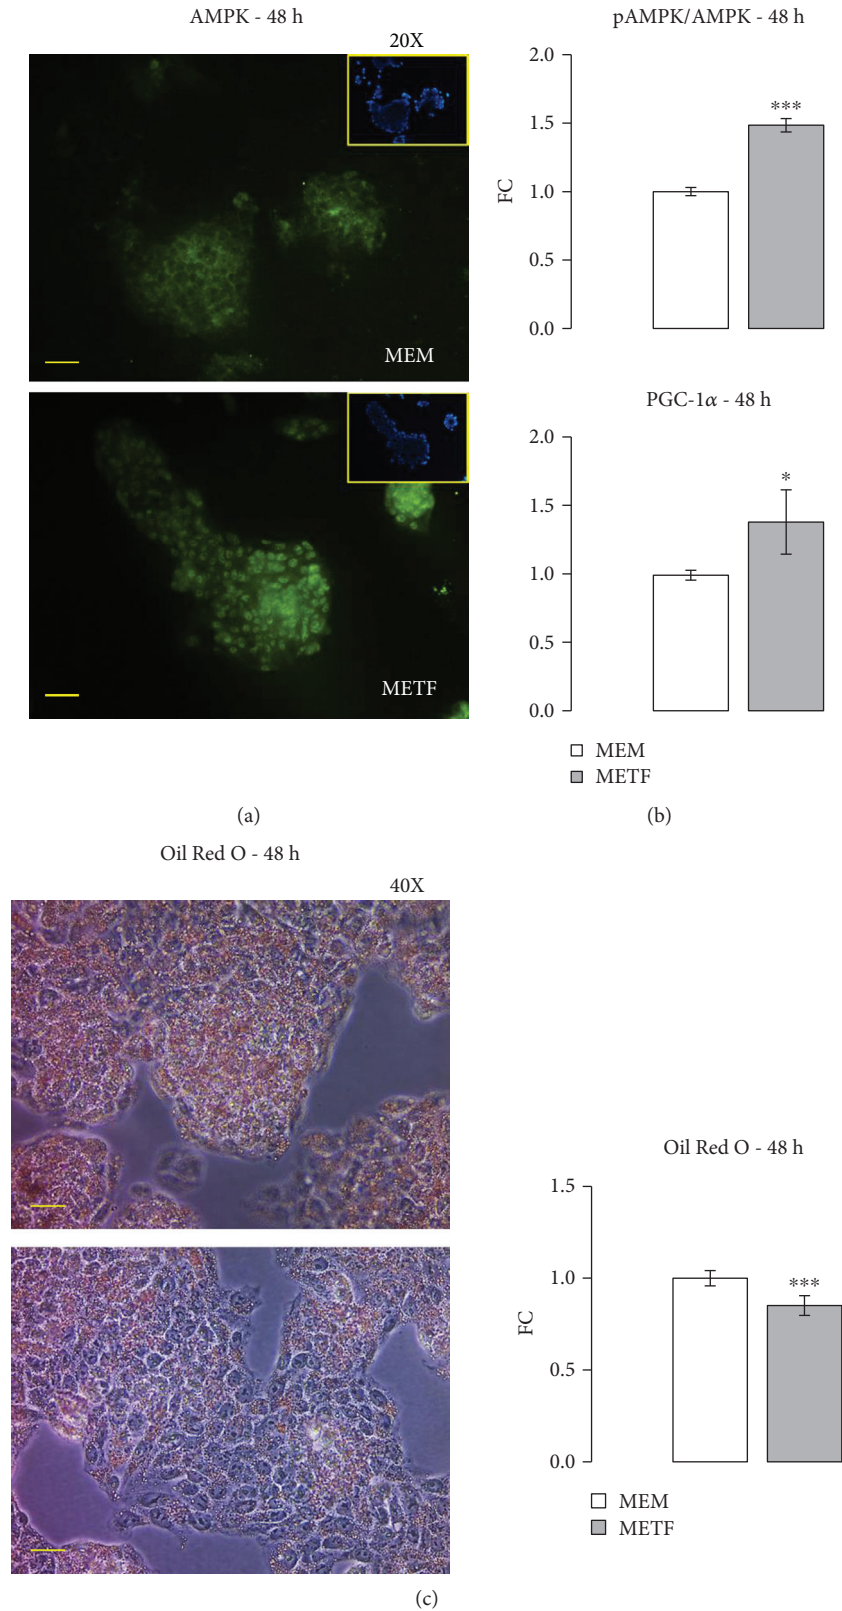 AMPK - 48 h
20X
MEM
METF
(a)
pAMPK/AMPK - 48 h
2.0
1.5
1.0
0.5
0.0
FC
***
PGC-1α - 48 h
2.0
1.5
1.0
0.5
0.0
*
MEM
METF
(b)
Oil Red O - 48 h
40X
Oil Red O - 48 h
1.5
1.0
0.5
0.0
FC
***
MEM
METF
(c)